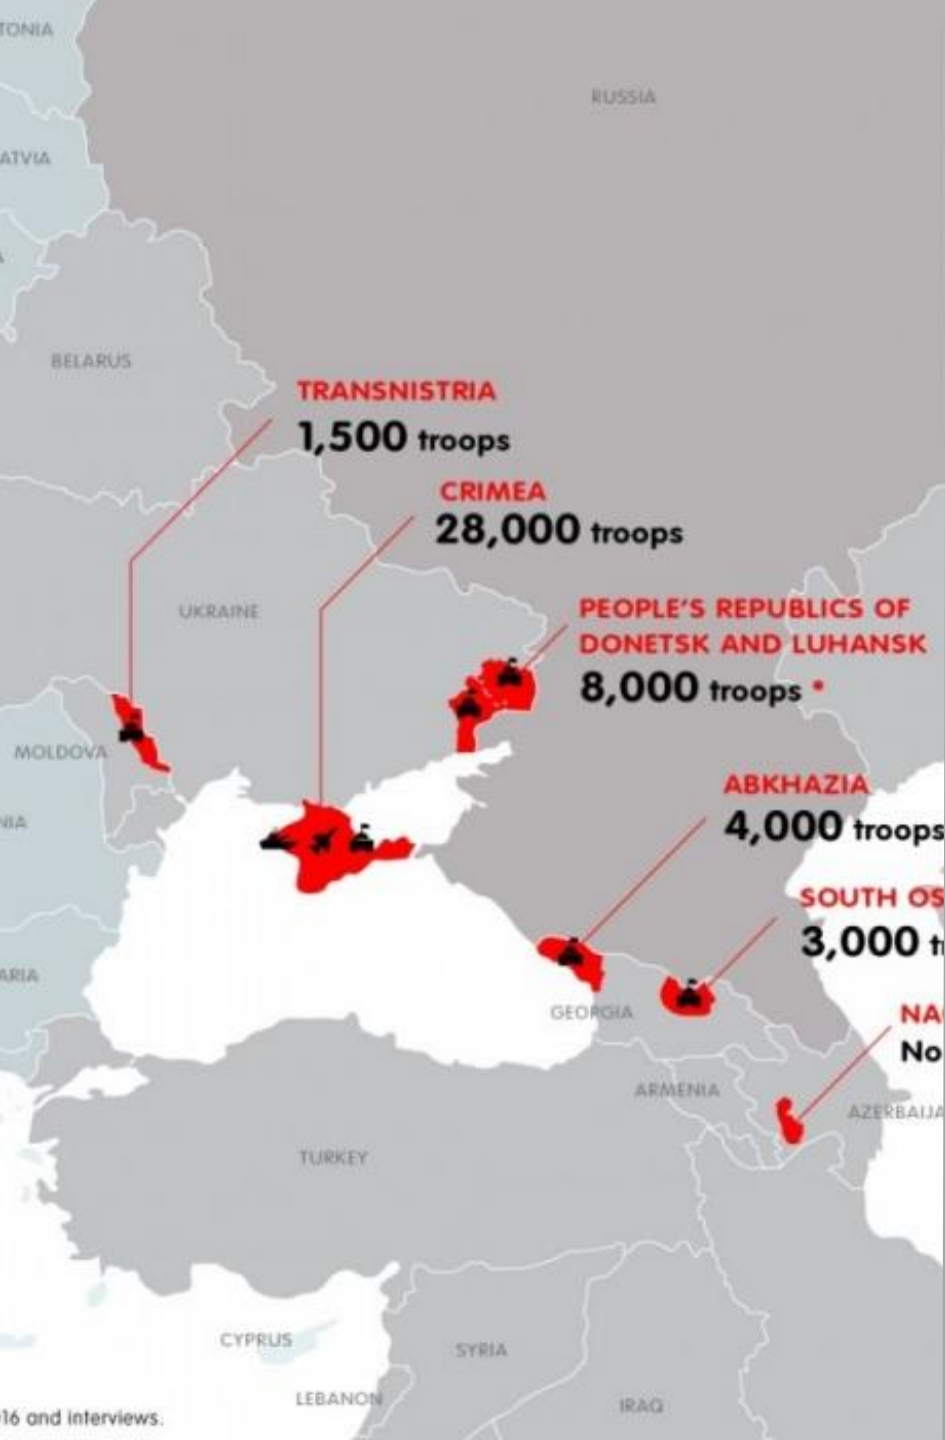 TONIA
RUSSIA
ATVIA
A
BELARUS
TRANSNISTRIA
1,500 troops
CRIMEA
28,000 troops
UKRAINE
PEOPLE'S REPUBLICS OF
DONETSK AND LUHANSK
8,000 troops *
MOLDOVA
ABKHAZIA
4,000 troops
NIA
SOUTH OS
3,000 t
ARIA
GEORGIA
NA
No
ARMENIA
AZERBAIJA
TURKEY
CYPRUS
SYRIA
LEBANON
IRAQ
16 and interviews.